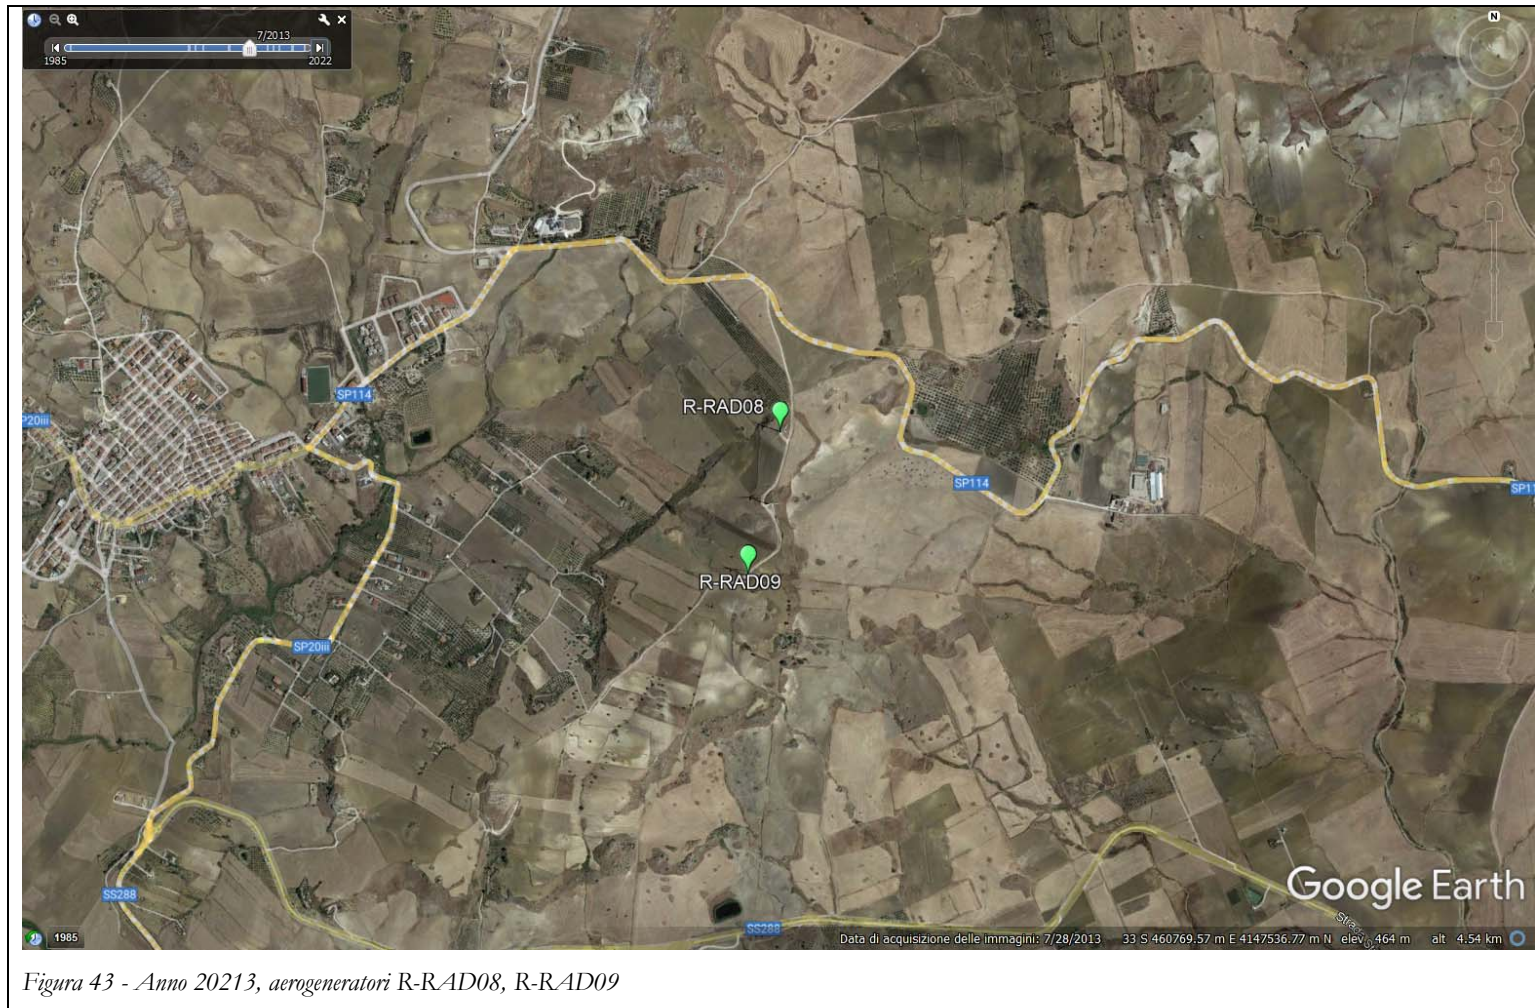 7/2013
1985
2022
N
P20iii
SP114
R-RAD08
SP114
SP11
R-RAD09
SP20iii
SS288
SS288
Google Earth
1985
Data di acquisizione delle immagini: 7/28/2013 33 S 460769.57 m E 4147536.77 m N elev 464 m alt 4.54 km
Figura 43 - Anno 20213, aerogeneratori R-RAD08, R-RAD09